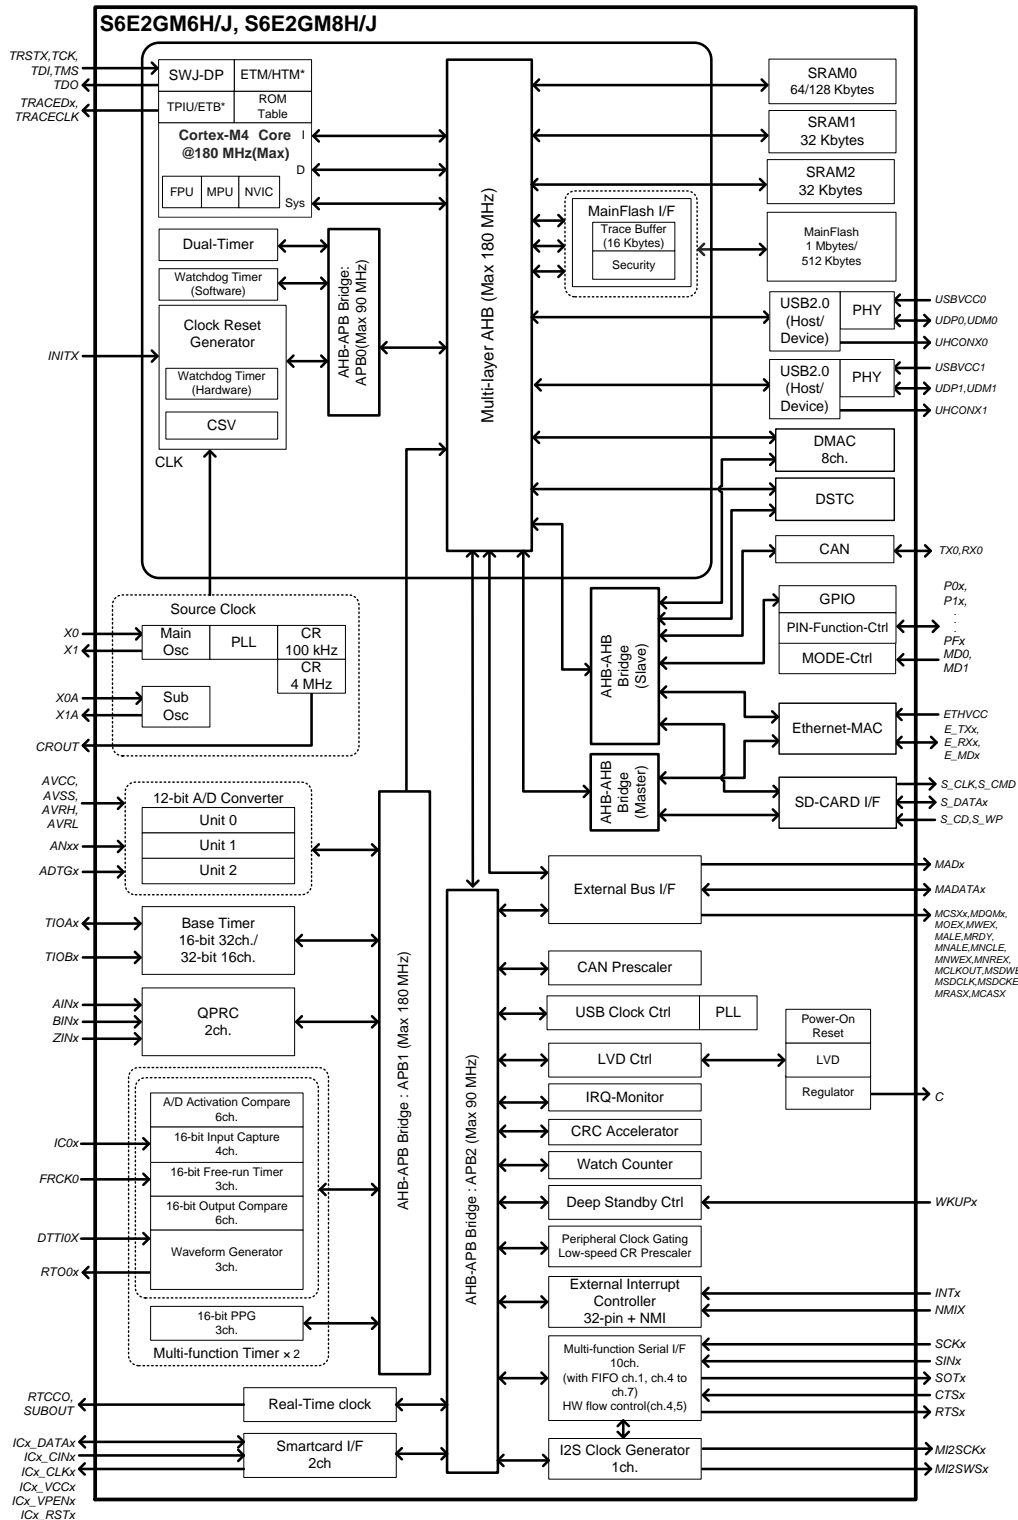 S6E2GM6H/J, S6E2GM8H/J
TRSTX,TCK,
TDI,TMS
TDO
TRACEDx,
TRACECLK
SWJ-DP
ETM/HTM*
TPIU/ETB*
ROM
Table
Cortex-M4 Core
@180 MHz(Max)
I
D
Sys
FPU
MPU
NVIC
Dual-Timer
Watchdog Timer
(Software)
Clock Reset
Generator
Watchdog Timer
(Hardware)
CSV
CLK
INITX
AHB-APB Bridge:
APB0(Max 90 MHz)
Multi-layer AHB (Max 180 MHz)
SRAM0
64/128 Kbytes
SRAM1
32 Kbytes
SRAM2
32 Kbytes
MainFlash I/F
Trace Buffer
(16 Kbytes)
Security
MainFlash
1 Mbytes/
512 Kbytes
USB2.0
(Host/
Device)
PHY
USBVCC0
UDP0,UDM0
UHCONX0
USB2.0
(Host/
Device)
PHY
USBVCC1
UDP1,UDM1
UHCONX1
DMAC
8ch.
DSTC
CAN
TX0,RX0
GPIO
PIN-Function-Ctrl
MODE-Ctrl
P0x,
P1x,
.
.
PFx
MD0,
MD1
AHB-AHB
Bridge
(Slave)
Ethernet-MAC
ETHVCC
E_TXx,
E_RXx,
E_MDx
AHB-AHB
Bridge
(Master)
SD-CARD I/F
S_CLK,S_CMD
S_DATAx
S_CD,S_WP
Source Clock
X0
X1
Main
Osc
PLL
CR
100 kHz
CR
4 MHz
X0A
X1A
Sub
Osc
CROUT
AVCC,
AVSS,
AVRH,
AVRL
ANxx
ADTGx
12-bit A/D Converter
Unit 0
Unit 1
Unit 2
TIOAx
TIOBx
Base Timer
16-bit 32ch./
32-bit 16ch.
AINx
BINx
ZINx
QPRC
2ch.
A/D Activation Compare
6ch.
IC0x
16-bit Input Capture
4ch.
FRCK0
16-bit Free-run Timer
3ch.
16-bit Output Compare
6ch.
DTTI0X
RTO0x
Waveform Generator
3ch.
16-bit PPG
3ch.
Multi-function Timer × 2
AHB-APB Bridge : APB1 (Max 180 MHz)
AHB-APB Bridge : APB2 (Max 90 MHz)
External Bus I/F
MADx
MADATAx
MCSXx,MDQMx,
MOEX,MWEX,
MALE,MRDY,
MNALE,MNCLE,
MNWEX,MNREX,
MCLKOUT,MSDWE
MSDCLK,MSDCKE
MRASX,MCASX
CAN Prescaler
USB Clock Ctrl
PLL
LVD Ctrl
Power-On
Reset
LVD
Regulator
C
IRQ-Monitor
CRC Accelerator
Watch Counter
Deep Standby Ctrl
WKUPx
Peripheral Clock Gating
Low-speed CR Prescaler
External Interrupt
Controller
32-pin + NMI
INTx
NMIX
Multi-function Serial I/F
10ch.
(with FIFO ch.1, ch.4 to
ch.7)
HW flow control(ch.4,5)
SCKx
SINx
SOTx
CTSx
RTSx
I2S Clock Generator
1ch.
MI2SCKx
MI2SWSx
RTCCO,
SUBOUT
Real-Time clock
Smartcard I/F
2ch
ICx_DATAx
ICx_CINx
ICx_CLKx
ICx_VCCx
ICx_VPENx
ICx_RSTx